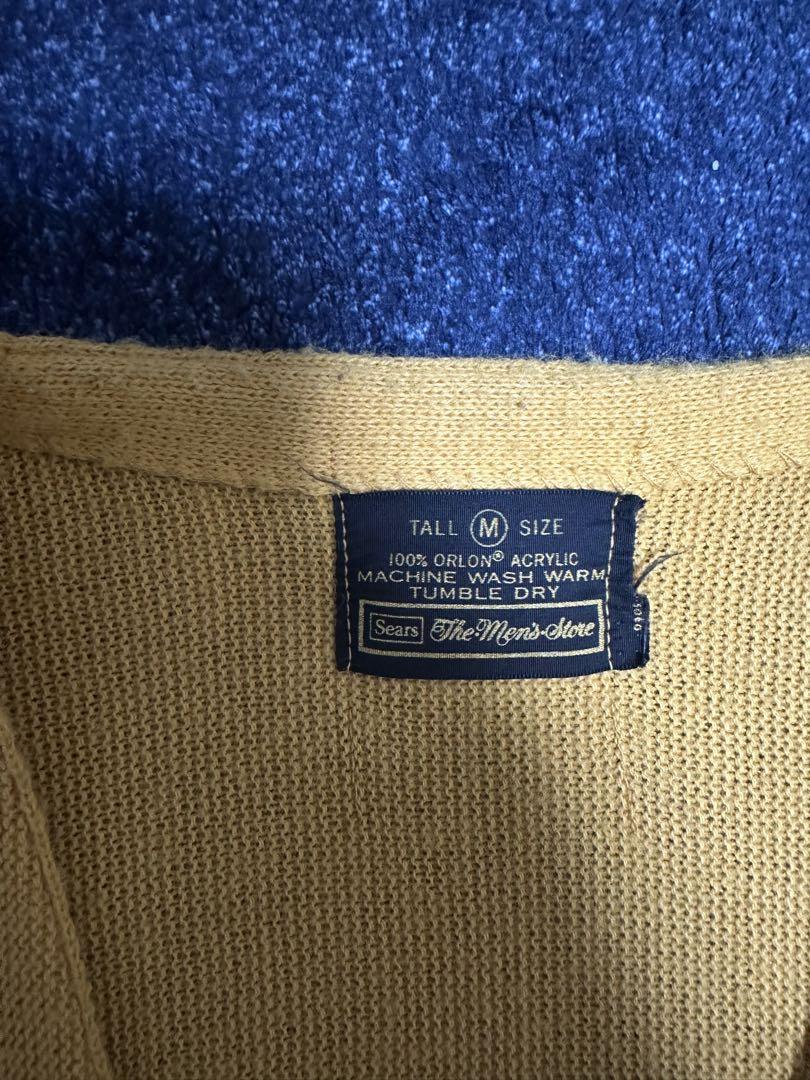 TALL M SIZE
100% ORLON® ACRYLIC
MACHINE WASH WARM
TUMBLE DRY
Sears The Men's Store